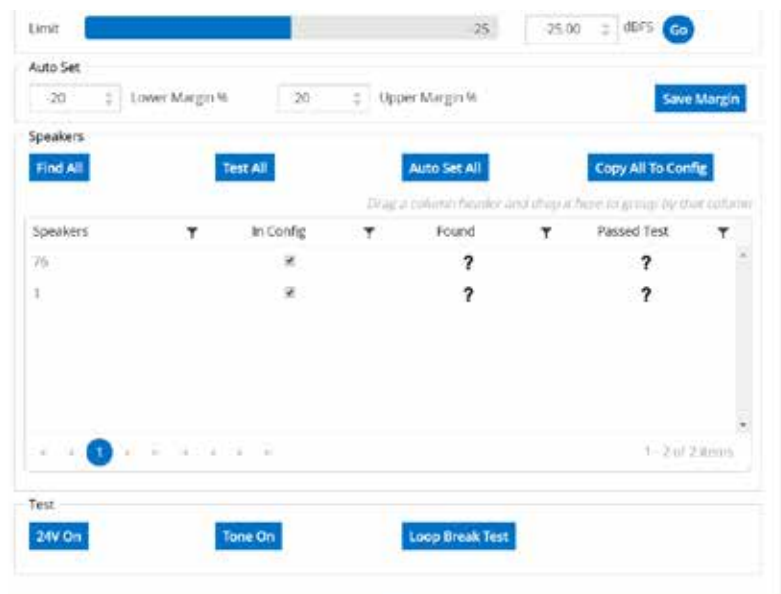 Limit -25 -25.00 dBFS Go
Auto Set
-20 Lower Margin % 20 Upper Margin % Save Margin
Speakers
Find All Test All Auto Set All Copy All To Config
Drag a column header and drop it here to group by that column
Speakers In Config Found Passed Test
76 ? ?
1 ? ?
1 1 - 2 of 2 items
Test
24V On Tone On Loop Break Test